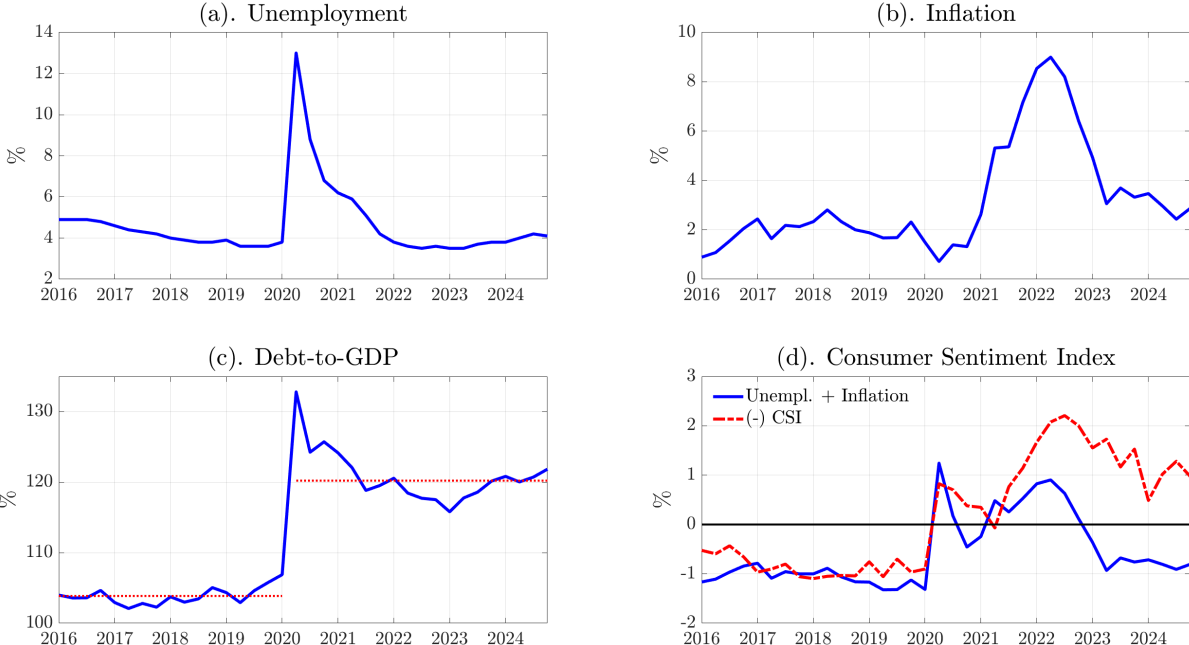 (a). Unemployment
14
12
10
8
6
4
2
%
2016 2017 2018 2019 2020 2021 2022 2023 2024
(b). Inflation
10
8
6
4
2
0
%
2016 2017 2018 2019 2020 2021 2022 2023 2024
(c). Debt-to-GDP
130
120
110
100
%
2016 2017 2018 2019 2020 2021 2022 2023 2024
(d). Consumer Sentiment Index
3
2
1
0
-1
-2
%
Unempl. + Inflation
(-) CSI
2016 2017 2018 2019 2020 2021 2022 2023 2024